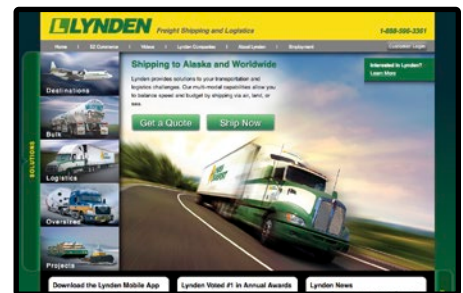 LYNDEN Freight Shipping and Logistics
1-888-596-3361
Home | EZ Commerce | Videos | Lynden Companies | About Lynden | Employment
Customer Login
SOLUTIONS
Destinations
Bulk
Logistics
Oversized
Projects
Shipping to Alaska and Worldwide
Lynden provides solutions to your transportation and
logistics challenges. Our multi-modal capabilities allow you
to balance speed and budget by shipping via air, land, or
sea.
Get a Quote
Ship Now
Interested in Lynden?
Learn More
Download the Lynden Mobile App
Lynden Voted #1 in Annual Awards
Lynden News